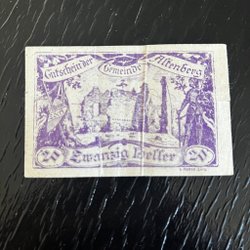 Gutschein der Gemeinde Altenberg
20 Zwanzig Heller 20